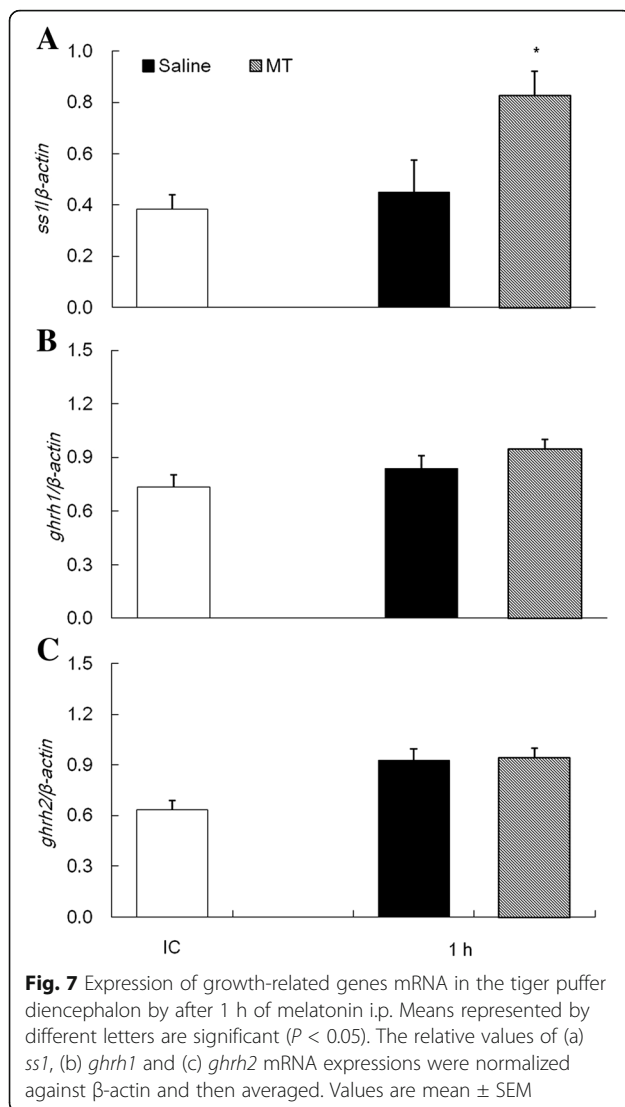 A
1.0
0.8
0.6
0.4
0.2
0.0
ss1/β-actin
Saline MT
*
B
1.5
1.2
0.9
0.6
0.3
0.0
ghrh1/β-actin
C
1.5
1.2
0.9
0.6
0.3
0.0
ghrh2/β-actin
IC 1 h
Fig. 7 Expression of growth-related genes mRNA in the tiger puffer
diencephalon by after 1 h of melatonin i.p. Means represented by
different letters are significant (P < 0.05). The relative values of (a)
ss1, (b) ghrh1 and (c) ghrh2 mRNA expressions were normalized
against β-actin and then averaged. Values are mean ± SEM